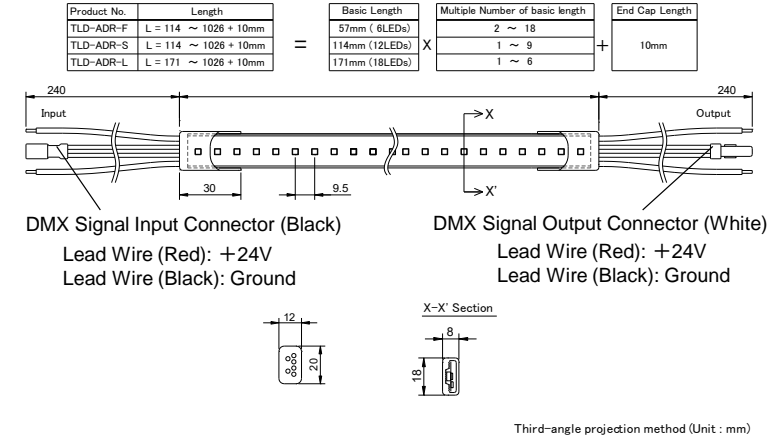 Product No. Length Basic Length Multiple Number of basic length End Cap Length
TLD-ADR-F L = 114 ～ 1026 + 10mm 57mm ( 6LEDs) 2 ～ 18
TLD-ADR-S L = 114 ～ 1026 + 10mm = 114mm (12LEDs) X 1 ～ 9 + 10mm
TLD-ADR-L L = 171 ～ 1026 + 10mm 171mm (18LEDs) 1 ～ 6
240 240
Input X Output
30 9.5 X'
DMX Signal Input Connector (Black) DMX Signal Output Connector (White)
Lead Wire (Red): ＋24V Lead Wire (Red): ＋24V
Lead Wire (Black): Ground Lead Wire (Black): Ground
X-X' Section
12 8
20 18
Third-angle projection method (Unit : mm)